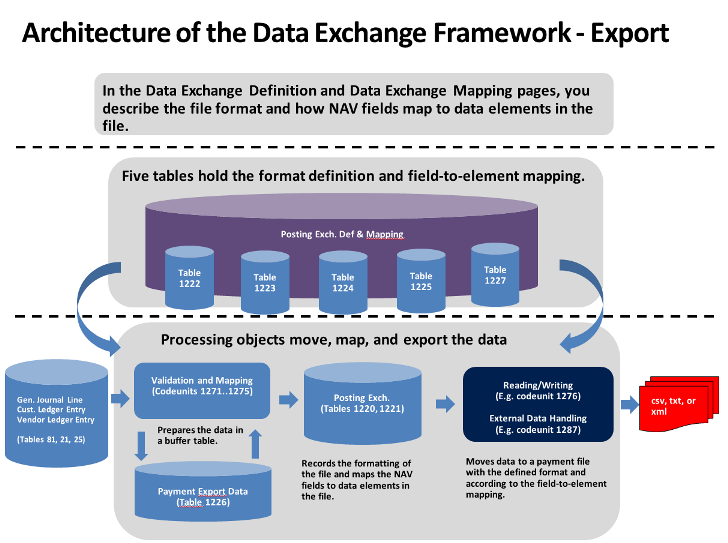 Architecture of the Data Exchange Framework - Export
In the Data Exchange Definition and Data Exchange Mapping pages, you
describe the file format and how NAV fields map to data elements in the
file.
Five tables hold the format definition and field-to-element mapping.
Posting Exch. Def & Mapping
Table
1222
Table
1223
Table
1224
Table
1225
Table
1227
Processing objects move, map, and export the data
Gen. Journal Line
Cust. Ledger Entry
Vendor Ledger Entry
(Tables 81, 21, 25)
Validation and Mapping
(Codeunits 1271..1275)
Prepares the data in
a buffer table.
Payment Export Data
(Table 1226)
Posting Exch.
(Tables 1220, 1221)
Records the formatting of
the file and maps the NAV
fields to data elements in
the file.
Reading/Writing
(E.g. codeunit 1276)
External Data Handling
(E.g. codeunit 1287)
Moves data to a payment file
with the defined format and
according to the field-to-element
mapping.
csv, txt, or
xml